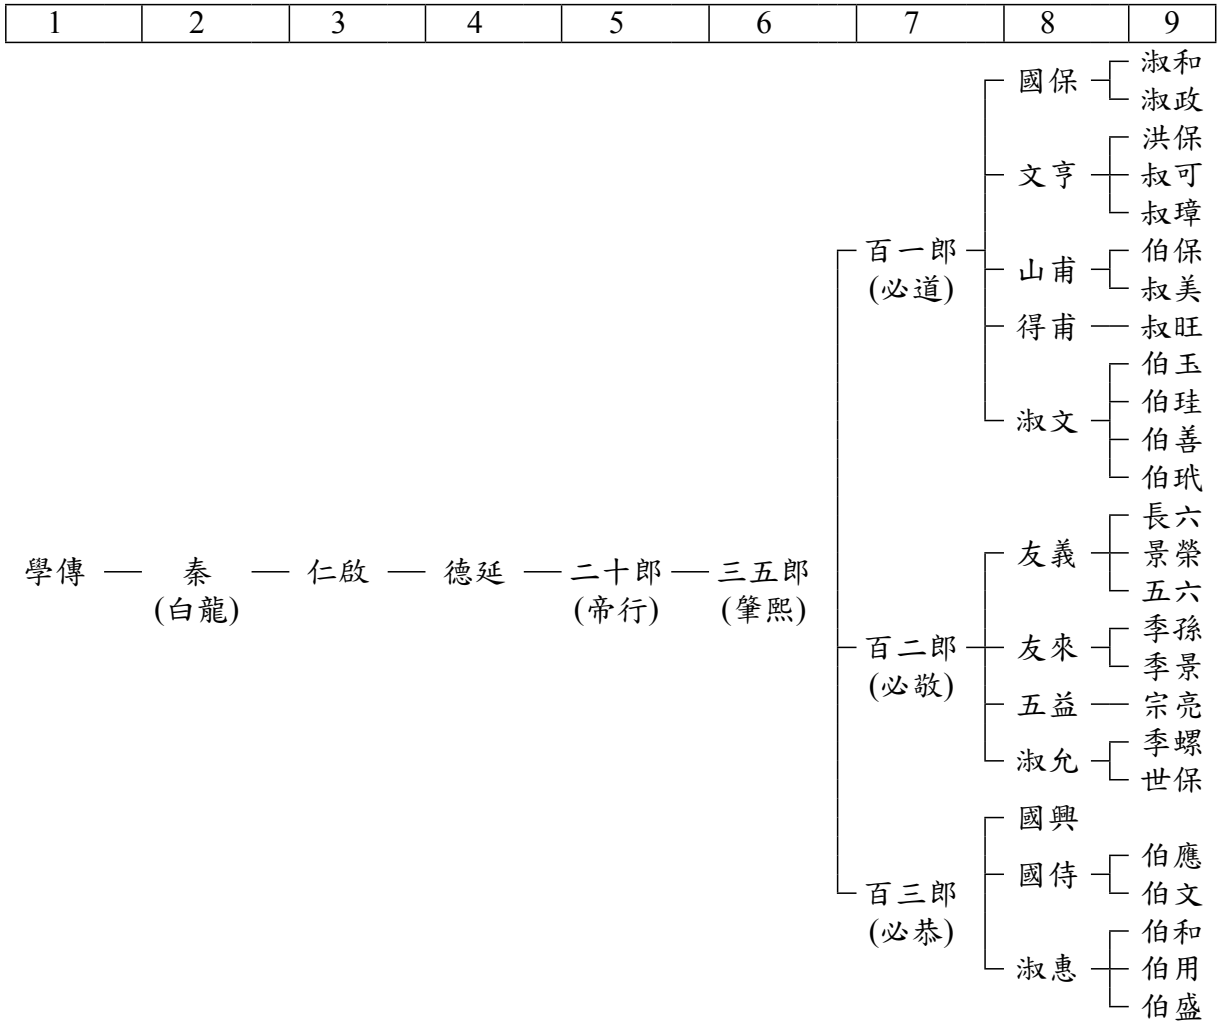 1 2 3 4 5 6 7 8 9
淑和
國保
淑政
洪保
文亨 叔可
叔璋
百一郎 伯保
山甫
(必道) 叔美
得甫 叔旺
伯玉
伯珪
淑文
伯善
伯玳
長六
學傳 秦 仁啟 德延 二十郎 三五郎 友義 景榮
(白龍) (帝行) (肇熙) 五六
季孫
百二郎 友來
(必敬) 季景
五益 宗亮
季螺
淑允
世保
國興
伯應
國侍
百三郎 伯文
(必恭) 伯和
淑惠 伯用
伯盛